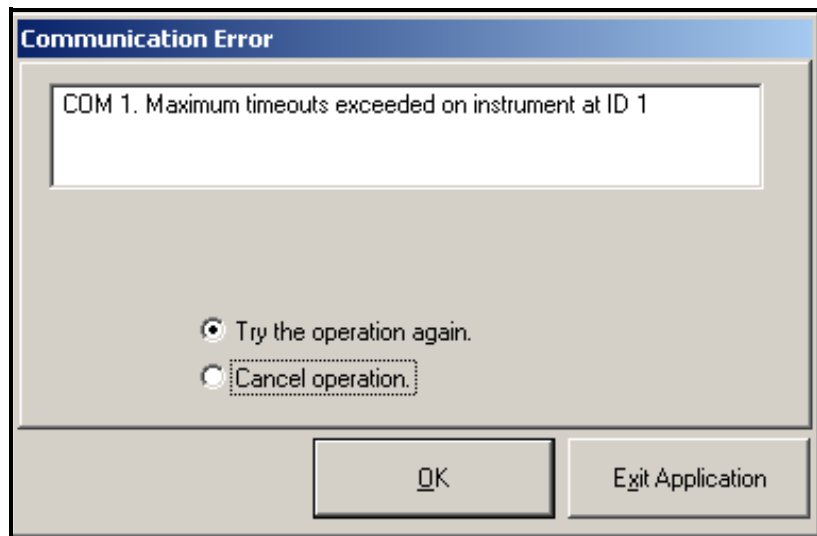 Communication Error
COM 1. Maximum timeouts exceeded on instrument at ID 1
Try the operation again.
Cancel operation.
OK
Exit Application